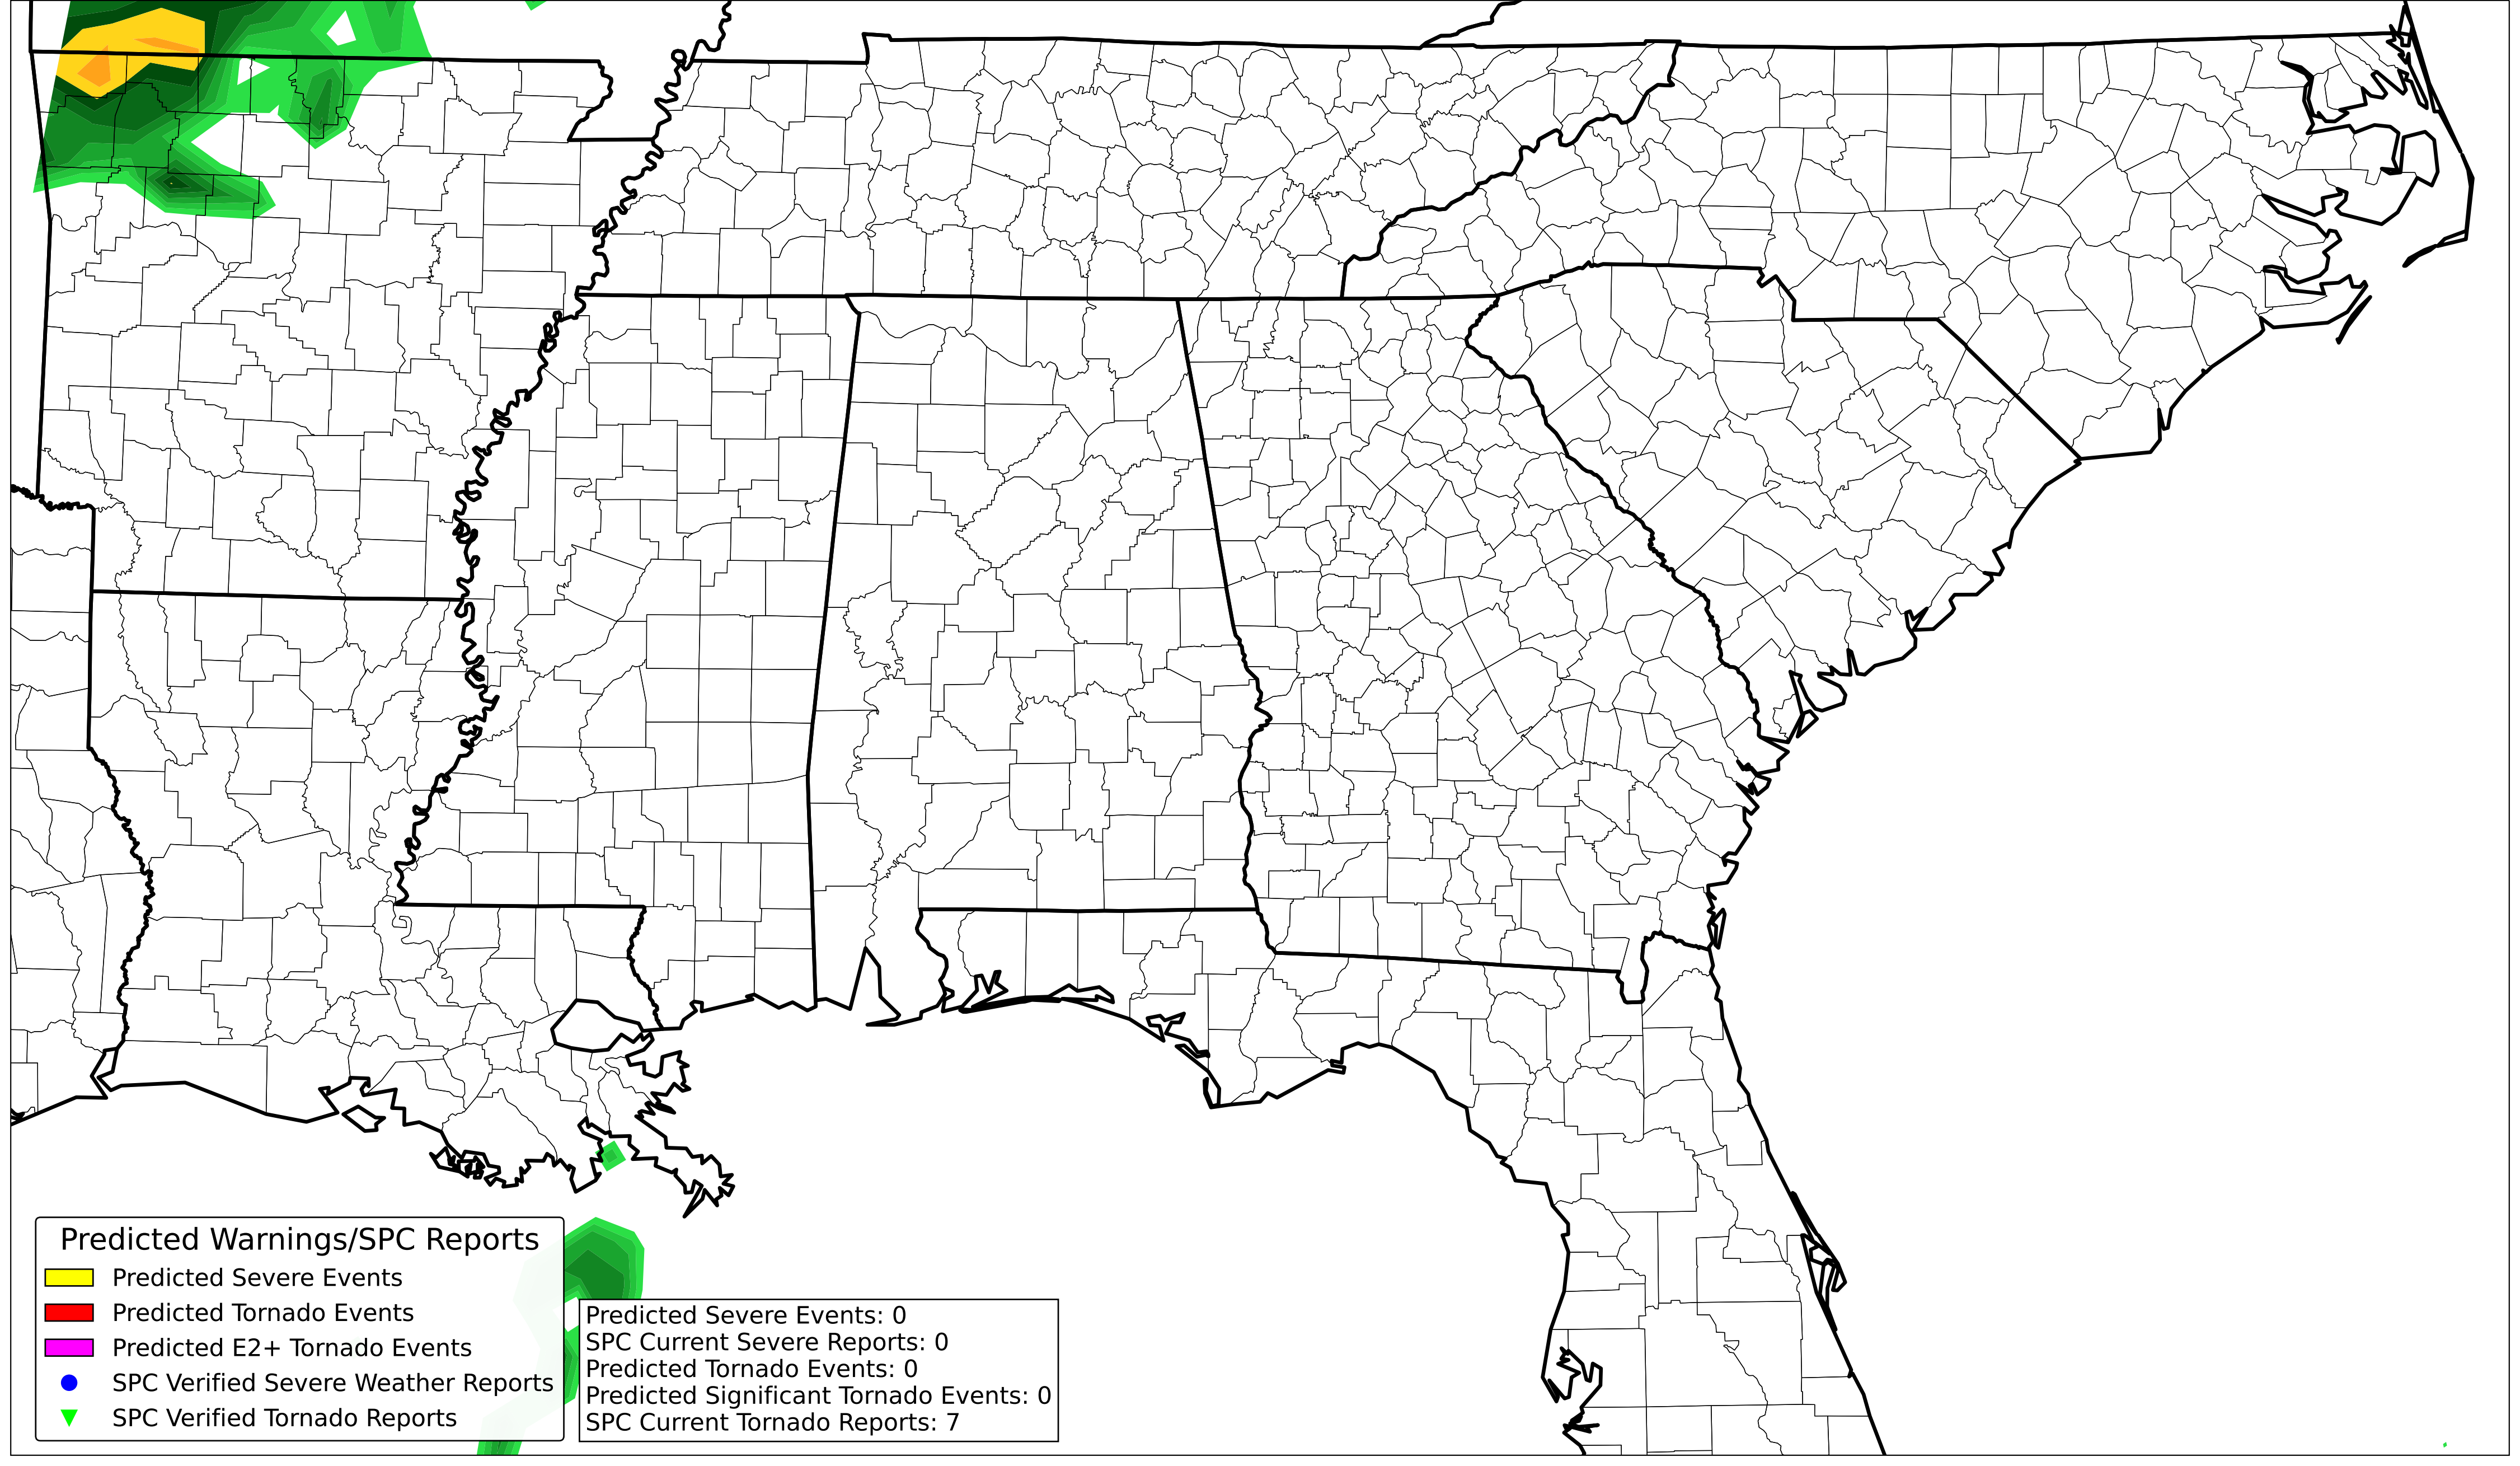 Predicted Warnings/SPC Reports
Predicted Severe Events
Predicted Tornado Events
Predicted E2+ Tornado Events
SPC Verified Severe Weather Reports
SPC Verified Tornado Reports
Predicted Severe Events: 0
SPC Current Severe Reports: 0
Predicted Tornado Events: 0
Predicted Significant Tornado Events: 0
SPC Current Tornado Reports: 7